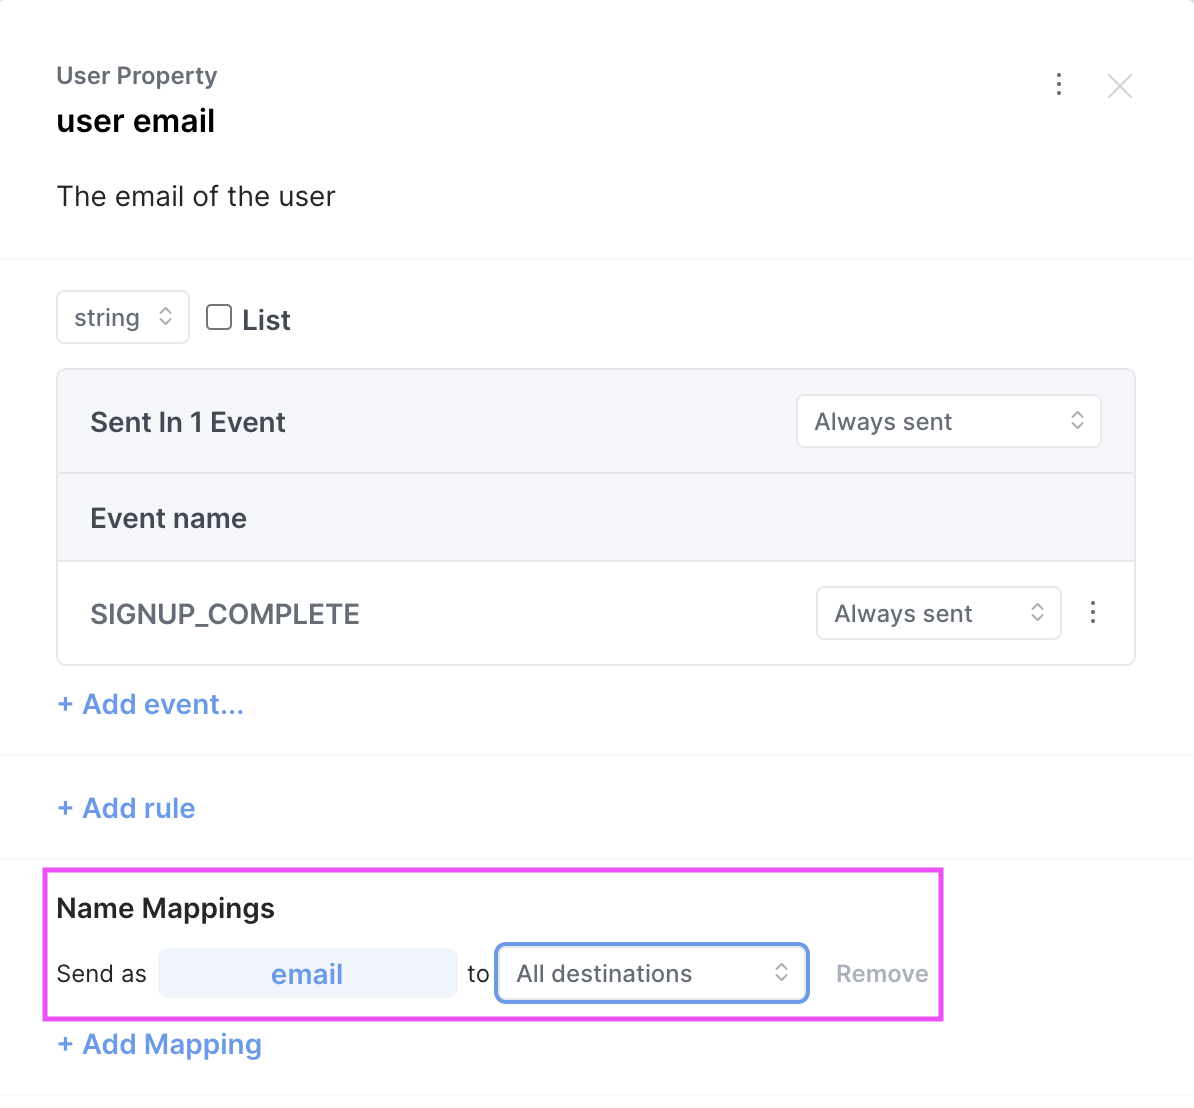 User Property
user email
The email of the user
string List
Sent In 1 Event Always sent
Event name
SIGNUP_COMPLETE Always sent
+ Add event...
+ Add rule
Name Mappings
Send as email to All destinations Remove
+ Add Mapping